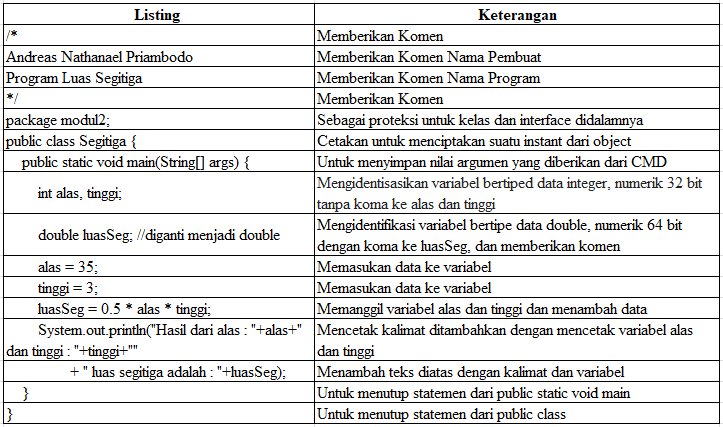 Listing Keterangan
/* Memberikan Komen
Andreas Nathanael Priambodo Memberikan Komen Nama Pembuat
Program Luas Segitiga Memberikan Komen Nama Program
*/ Memberikan Komen
package modul2; Sebagai proteksi untuk kelas dan interface didalamnya
public class Segitiga { Cetakan untuk menciptakan suatu instant dari object
public static void main(String[] args) { Untuk menyimpan nilai argumen yang diberikan dari CMD
int alas, tinggi; Mengidentisasikan variabel bertiped data integer, numerik 32 bit
tanpa koma ke alas dan tinggi
double luasSeg; //diganti menjadi double Mengidentifikasi variabel bertipe data double, numerik 64 bit
dengan koma ke luasSeg, dan memberikan komen
alas = 35; Memasukan data ke variabel
tinggi = 3; Memasukan data ke variabel
luasSeg = 0.5 * alas * tinggi; Memanggil variabel alas dan tinggi dan menambah data
System.out.println("Hasil dari alas : "+alas+" Mencetak kalimat ditambahkan dengan mencetak variabel alas
dan tinggi : "+tinggi+"" dan tinggi
+ " luas segitiga adalah : "+luasSeg); Menambah teks diatas dengan kalimat dan variabel
} Untuk menutup statemen dari public static void main
} Untuk menutup statemen dari public class